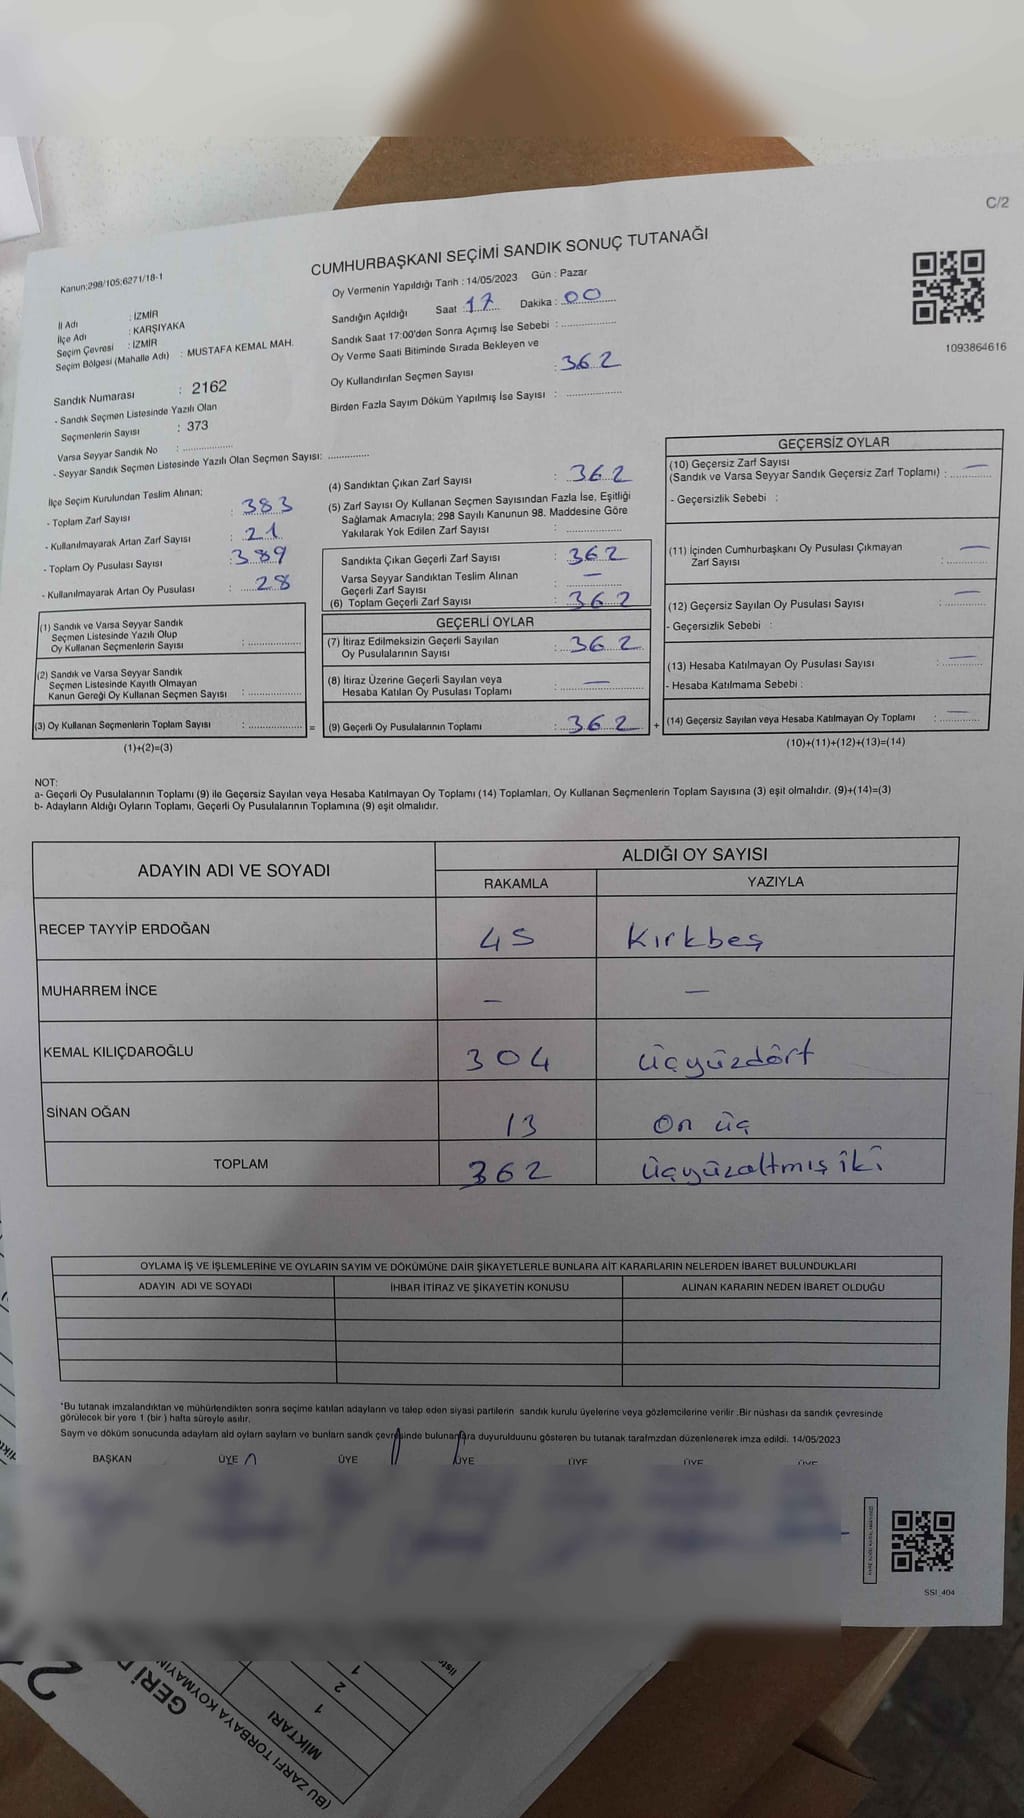 C/2
Kanun;298/105;6271/18-1
CUMHURBAŞKANI SEÇİMİ SANDIK SONUÇ TUTANAĞI
Oy Vermenin Yapıldığı Tarih : 14/05/2023 Gün : Pazar
Sandığın Açıldığı Saat : 17 Dakika : 00
Sandık Saat 17:00'den Sonra Açımış İse Sebebi :
Oy Verme Saati Bitiminde Sırada Bekleyen ve
Oy Kullandırılan Seçmen Sayısı : 362
Birden Fazla Sayım Döküm Yapılmış İse Sayısı :
1093864616
İl Adı : İZMİR
İlçe Adı : KARŞIYAKA
Seçim Çevresi : İZMİR
Seçim Bölgesi (Mahalle Adı) : MUSTAFA KEMAL MAH.
Sandık Numarası : 2162
- Sandık Seçmen Listesinde Yazılı Olan
Seçmenlerin Sayısı : 373
Varsa Seyyar Sandık No :
- Seyyar Sandık Seçmen Listesinde Yazılı Olan Seçmen Sayısı:
İlçe Seçim Kurulundan Teslim Alınan;
- Toplam Zarf Sayısı : 383
- Kullanılmayarak Artan Zarf Sayısı : 21
- Toplam Oy Pusulası Sayısı : 389
- Kullanılmayarak Artan Oy Pusulası : 28
(1) Sandık ve Varsa Seyyar Sandık
Seçmen Listesinde Yazılı Olup
Oy Kullanan Seçmenlerin Sayısı :
(2) Sandık ve Varsa Seyyar Sandık
Seçmen Listesinde Kayıtlı Olmayan
Kanun Gereği Oy Kullanan Seçmen Sayısı :
(3) Oy Kullanan Seçmenlerin Toplam Sayısı : =
(1)+(2)=(3)
(4) Sandıktan Çıkan Zarf Sayısı : 362
(5) Zarf Sayısı Oy Kullanan Seçmen Sayısından Fazla İse, Eşitliği
Sağlamak Amacıyla; 298 Sayılı Kanunun 98. Maddesine Göre
Yakılarak Yok Edilen Zarf Sayısı :
Sandıkta Çıkan Geçerli Zarf Sayısı : 362
Varsa Seyyar Sandıktan Teslim Alınan
Geçerli Zarf Sayısı : —
(6) Toplam Geçerli Zarf Sayısı : 362
GEÇERLİ OYLAR
(7) İtiraz Edilmeksizin Geçerli Sayılan
Oy Pusulalarının Sayısı : 362
(8) İtiraz Üzerine Geçerli Sayılan veya
Hesaba Katılan Oy Pusulası Toplamı : —
(9) Geçerli Oy Pusulalarının Toplamı : 362 +
GEÇERSİZ OYLAR
(10) Geçersiz Zarf Sayısı
(Sandık ve Varsa Seyyar Sandık Geçersiz Zarf Toplamı) : —
- Geçersizlik Sebebi :
(11) İçinden Cumhurbaşkanı Oy Pusulası Çıkmayan
Zarf Sayısı : —
(12) Geçersiz Sayılan Oy Pusulası Sayısı : —
- Geçersizlik Sebebi :
(13) Hesaba Katılmayan Oy Pusulası Sayısı : —
- Hesaba Katılmama Sebebi :
(14) Geçersiz Sayılan veya Hesaba Katılmayan Oy Toplamı : —
(10)+(11)+(12)+(13)=(14)
NOT:
a- Geçerli Oy Pusulalarının Toplamı (9) ile Geçersiz Sayılan veya Hesaba Katılmayan Oy Toplamı (14) Toplamları, Oy Kullanan Seçmenlerin Toplam Sayısına (3) eşit olmalıdır. (9)+(14)=(3)
b- Adayların Aldığı Oyların Toplamı, Geçerli Oy Pusulalarının Toplamına (9) eşit olmalıdır.
ADAYIN ADI VE SOYADI ALDIĞI OY SAYISI
RAKAMLA YAZIYLA
RECEP TAYYİP ERDOĞAN 45 Kırkbeş
MUHARREM İNCE — —
KEMAL KILIÇDAROĞLU 304 üçyüzdört
SİNAN OĞAN 13 On üç
TOPLAM 362 üçyüzaltmış iki
OYLAMA İŞ VE İŞLEMLERİNE VE OYLARIN SAYIM VE DÖKÜMÜNE DAİR ŞİKAYETLERLE BUNLARA AİT KARARLARIN NELERDEN İBARET BULUNDUKLARI
ADAYIN ADI VE SOYADI İHBAR İTİRAZ VE ŞİKAYETİN KONUSU ALINAN KARARIN NEDEN İBARET OLDUĞU
*Bu tutanak imzalandıktan ve mühürlendikten sonra seçime katılan adayların ve talep eden siyasi partilerin sandık kurulu üyelerine veya gözlemcilerine verilir .Bir nüshası da sandık çevresinde
görülecek bir yere 1 (bir ) hafta süreyle asılır.
Sayım ve döküm sonucunda adaylam ald oylam saylam ve bunlarn sandk çevresinde bulunanlara duyurulduunu gösteren bu tutanak tarafmzdan düzenlenerek imza edildi. 14/05/2023
BAŞKAN ÜYE ÜYE ÜYE ÜYE ÜYE ÜYE
SSI_404
GERİ
(BU ZARFI TORBAYA KOYMAYIN
MİKTARI
1
2
1